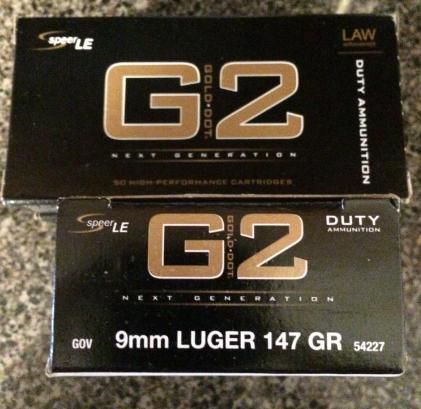 speer LE
LAW
enforcement
G2
GOLD DOT.
DUTY AMMUNITION
NEXT GENERATION
50 HIGH-PERFORMANCE CARTRIDGES
speer LE
G2
GOLD DOT.
DUTY
AMMUNITION
NEXT GENERATION
GOV 9mm LUGER 147 GR 54227